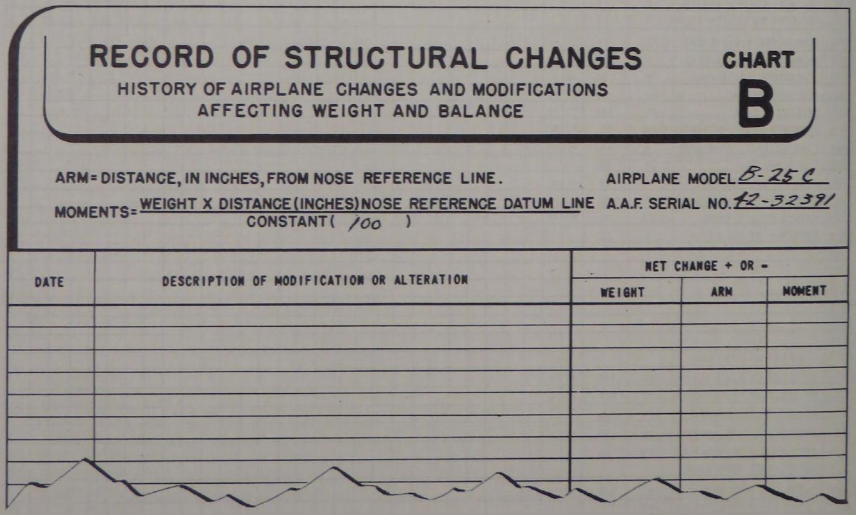 RECORD OF STRUCTURAL CHANGES
CHART
B
HISTORY OF AIRPLANE CHANGES AND MODIFICATIONS
AFFECTING WEIGHT AND BALANCE
ARM= DISTANCE, IN INCHES, FROM NOSE REFERENCE LINE.
AIRPLANE MODEL B-25 C
MOMENTS= WEIGHT X DISTANCE (INCHES) NOSE REFERENCE DATUM LINE
CONSTANT ( 100 )
A.A.F. SERIAL NO. 42-32391
DATE
DESCRIPTION OF MODIFICATION OR ALTERATION
NET CHANGE + OR -
WEIGHT
ARM
MOMENT